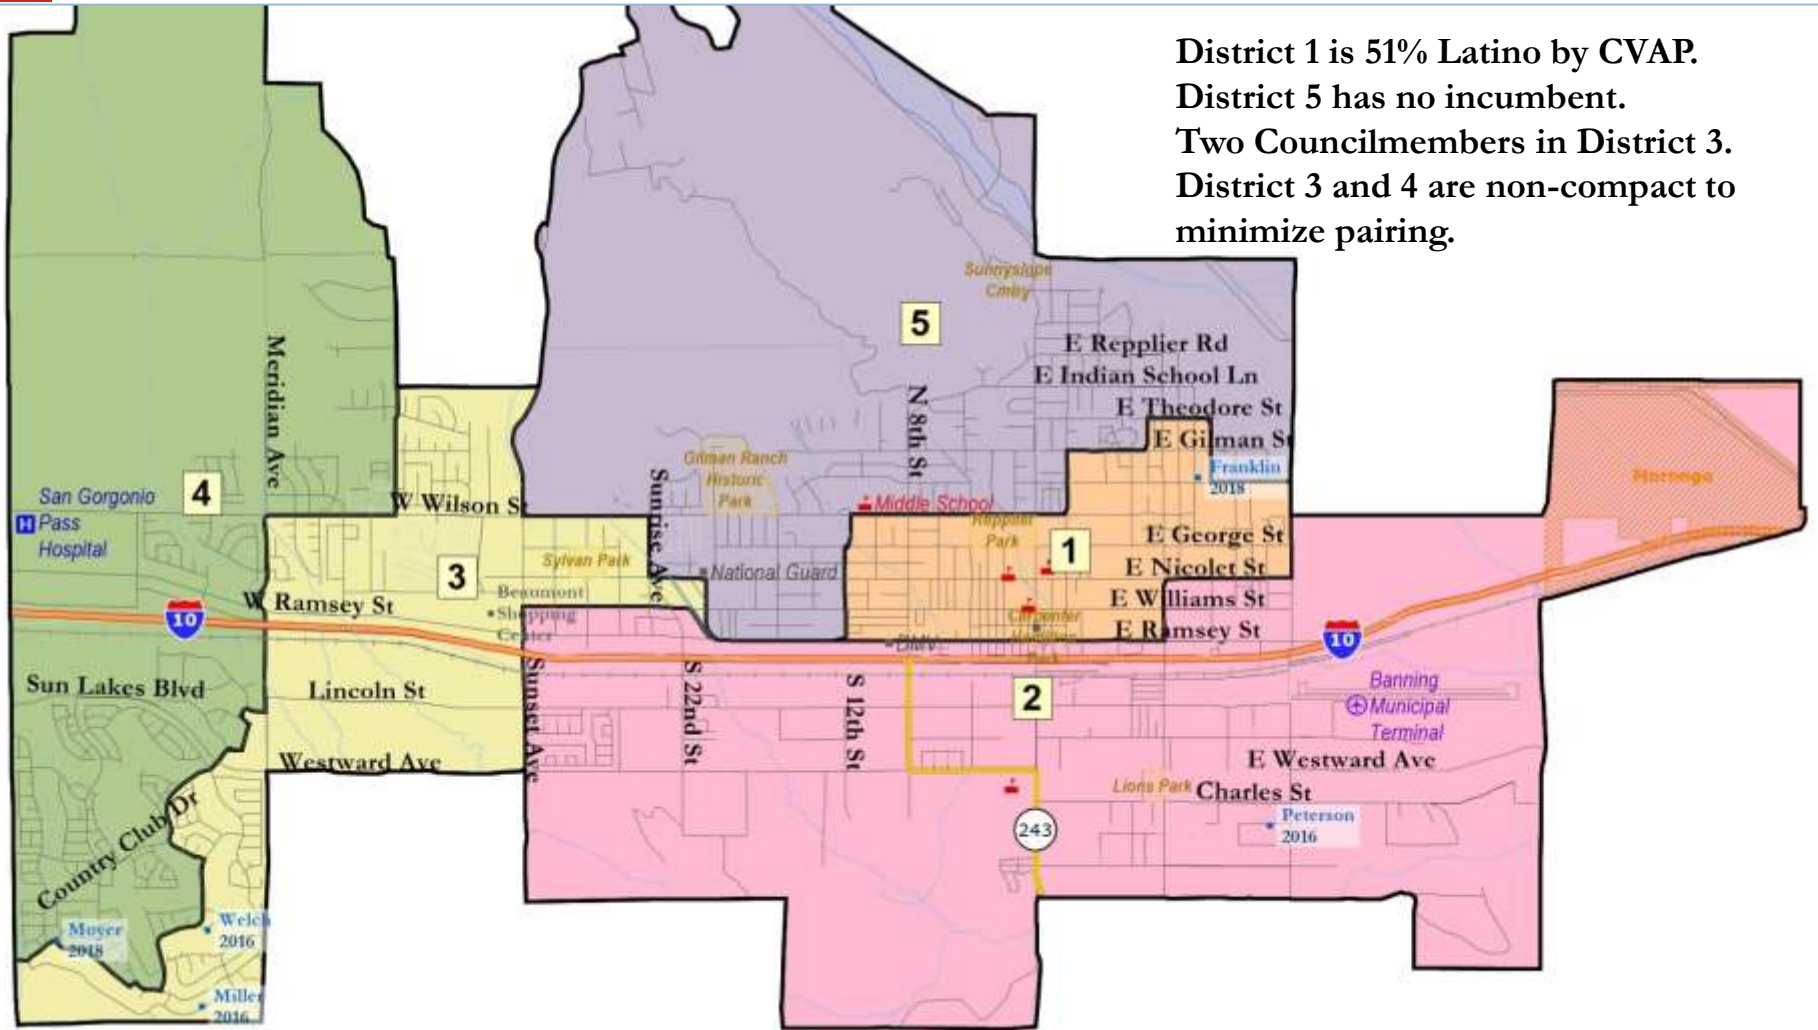 District 1 is 51% Latino by CVAP.
District 5 has no incumbent.
Two Councilmembers in District 3.
District 3 and 4 are non-compact to
minimize pairing.
Sunnyslope
Cmty
5
E Repplier Rd
E Indian School Ln
E Theodore St
E Gilman St
Meridian Ave
N 8th St
Gilman Ranch
Historic
Park
Franklin
2018
Morongo
4
San Gorgonio
H Pass
Hospital
W Wilson St
Sunrise Ave
Middle School
Repplier
Park
E George St
1
E Nicolet St
Sylvan Park
3
National Guard
W Ramsey St
Beaumont
Shopping
Center
E Williams St
Carpenter
Hamilton
Park
E Ramsey St
10
DMV
10
Sun Lakes Blvd
Lincoln St
Sunset Ave
S 22nd St
S 12th St
2
Banning
Municipal
Terminal
Westward Ave
E Westward Ave
Lions Park
Charles St
Country Club Dr
243
Peterson
2016
Moyer
2018
Welch
2016
Miller
2016